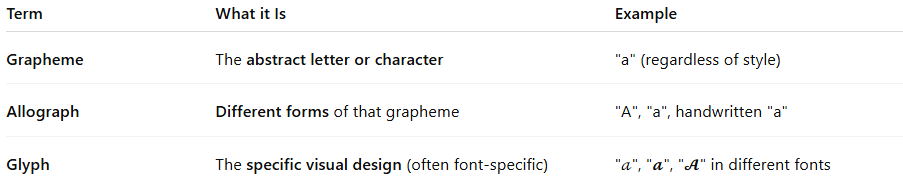 Term What it Is Example
Grapheme The abstract letter or character "a" (regardless of style)
Allograph Different forms of that grapheme "A", "a", handwritten "a"
Glyph The specific visual design (often font-specific) "𝑎", "𝒂", "𝓐" in different fonts